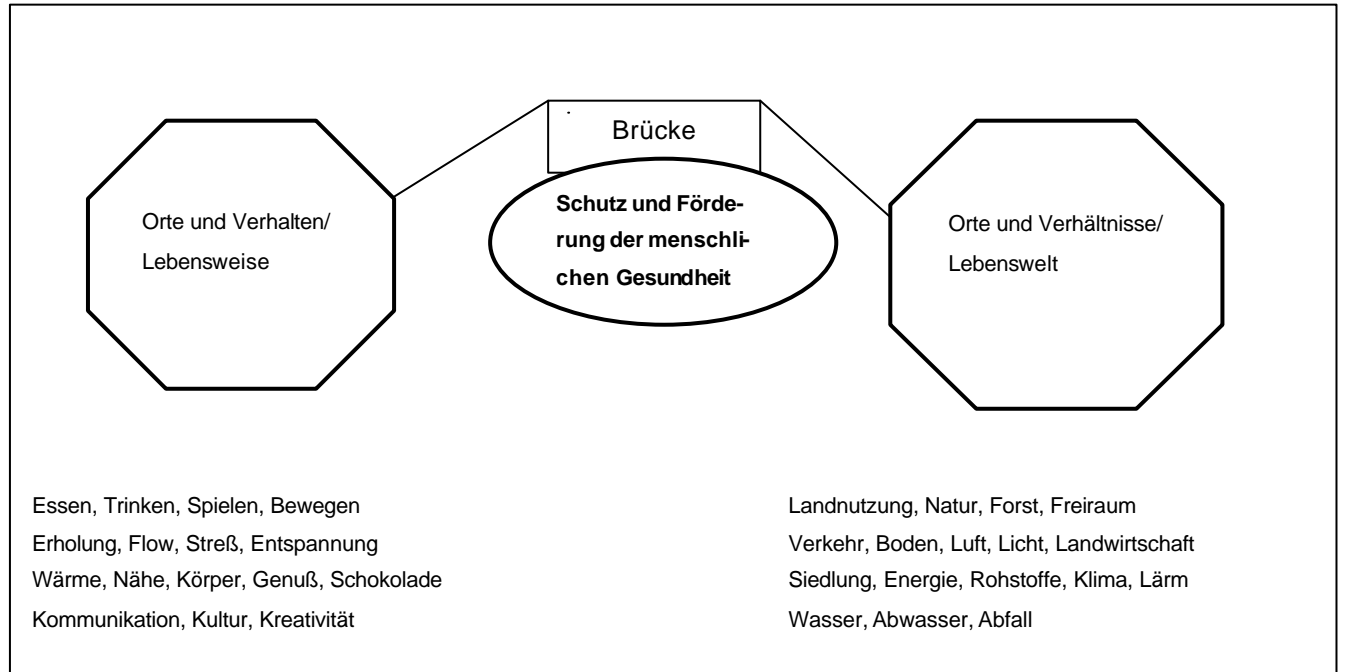 Brücke
Schutz und Förde-
rung der menschli-
chen Gesundheit
Orte und Verhalten/
Lebensweise
Orte und Verhältnisse/
Lebenswelt
Essen, Trinken, Spielen, Bewegen
Erholung, Flow, Streß, Entspannung
Wärme, Nähe, Körper, Genuß, Schokolade
Kommunikation, Kultur, Kreativität
Landnutzung, Natur, Forst, Freiraum
Verkehr, Boden, Luft, Licht, Landwirtschaft
Siedlung, Energie, Rohstoffe, Klima, Lärm
Wasser, Abwasser, Abfall